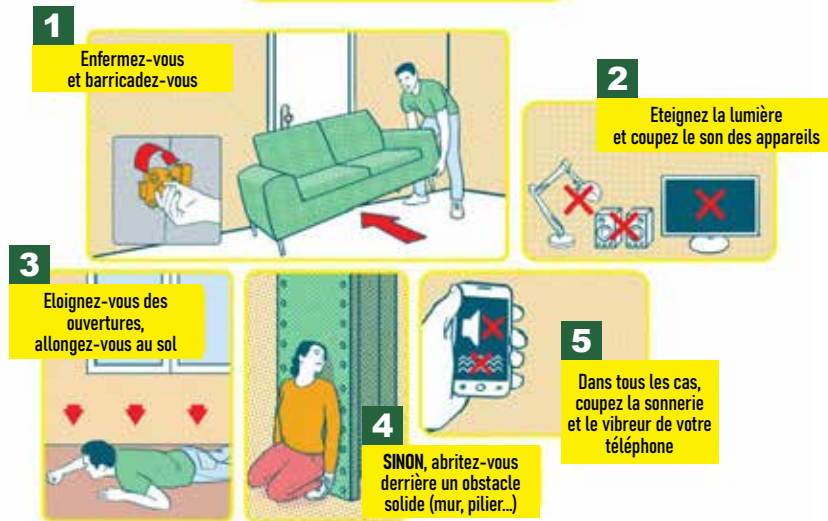 1
Enfermez-vous
et barricadez-vous
2
Eteignez la lumière
et coupez le son des appareils
3
Eloignez-vous des
ouvertures,
allongez-vous au sol
4
SINON, abritez-vous
derrière un obstacle
solide (mur, pilier...)
5
Dans tous les cas,
coupez la sonnerie
et le vibreur de votre
téléphone